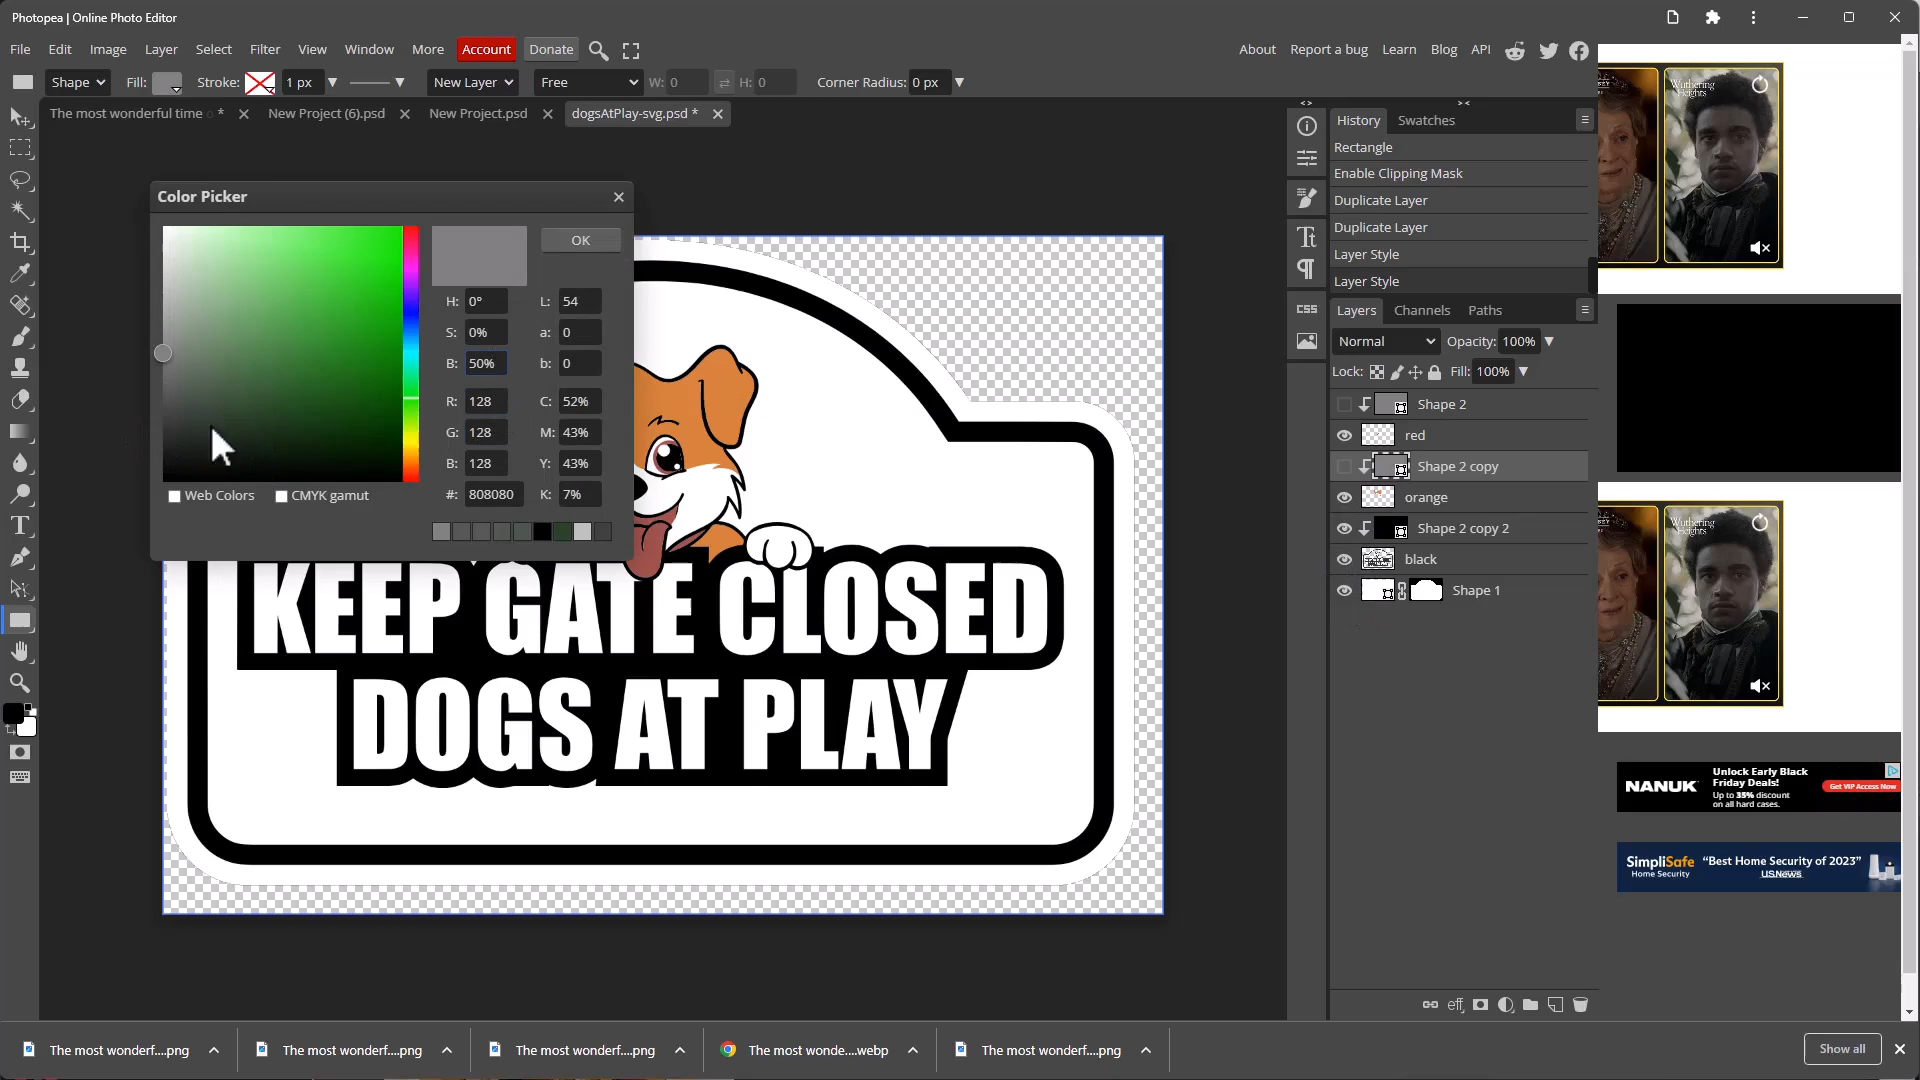 Photopea | Online Photo Editor
File Edit Image Layer Select Filter View Window More Account Donate
About Report a bug Learn Blog API
Shape Fill: Stroke: 1 px New Layer Free W: 0 H: 0 Corner Radius: 0 px
The most wonderful time o * New Project (6).psd New Project.psd dogsAtPlay-svg.psd *
Color Picker
OK
H: 0° L: 54
S: 0% a: 0
B: 50% b: 0
R: 128 C: 52%
G: 128 M: 43%
B: 128 Y: 43%
#: 808080 K: 7%
Web Colors CMYK gamut
KEEP GATE CLOSED
DOGS AT PLAY
History Swatches
Rectangle
Enable Clipping Mask
Duplicate Layer
Duplicate Layer
Layer Style
Layer Style
CSS
Layers Channels Paths
Normal Opacity: 100%
Lock: Fill: 100%
Shape 2
red
Shape 2 copy
orange
Shape 2 copy 2
black
Shape 1
eff
Wuthering
Heights
Wuthering
Heights
NANUK
Unlock Early Black
Friday Deals!
Up to 35% discount
on all hard cases.
Get VIP Access Now
SimpliSafe
Home Security
“Best Home Security of 2023”
U.S.News
The most wonderf....png The most wonderf....png The most wonderf....png The most wonde....webp The most wonderf....png Show all